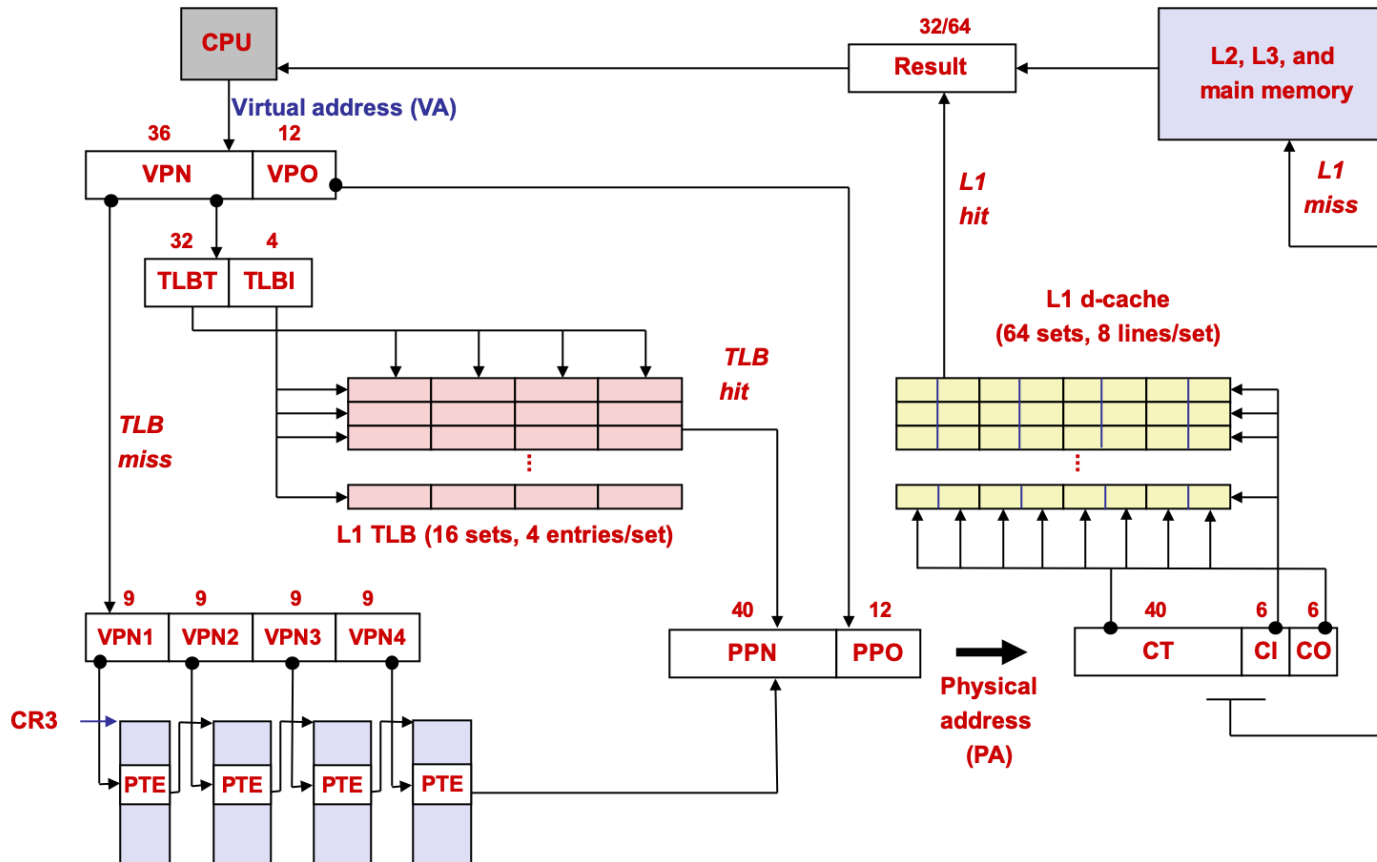 CPU
32/64
Result
L2, L3, and
main memory
Virtual address (VA)
36
12
VPN
VPO
L1
hit
L1
miss
32
4
TLBT
TLBI
L1 d-cache
(64 sets, 8 lines/set)
TLB
hit
TLB
miss
...
...
L1 TLB (16 sets, 4 entries/set)
9
9
9
9
VPN1
VPN2
VPN3
VPN4
40
12
PPN
PPO
40
6
6
CT
CI
CO
Physical
address
(PA)
CR3
PTE
PTE
PTE
PTE